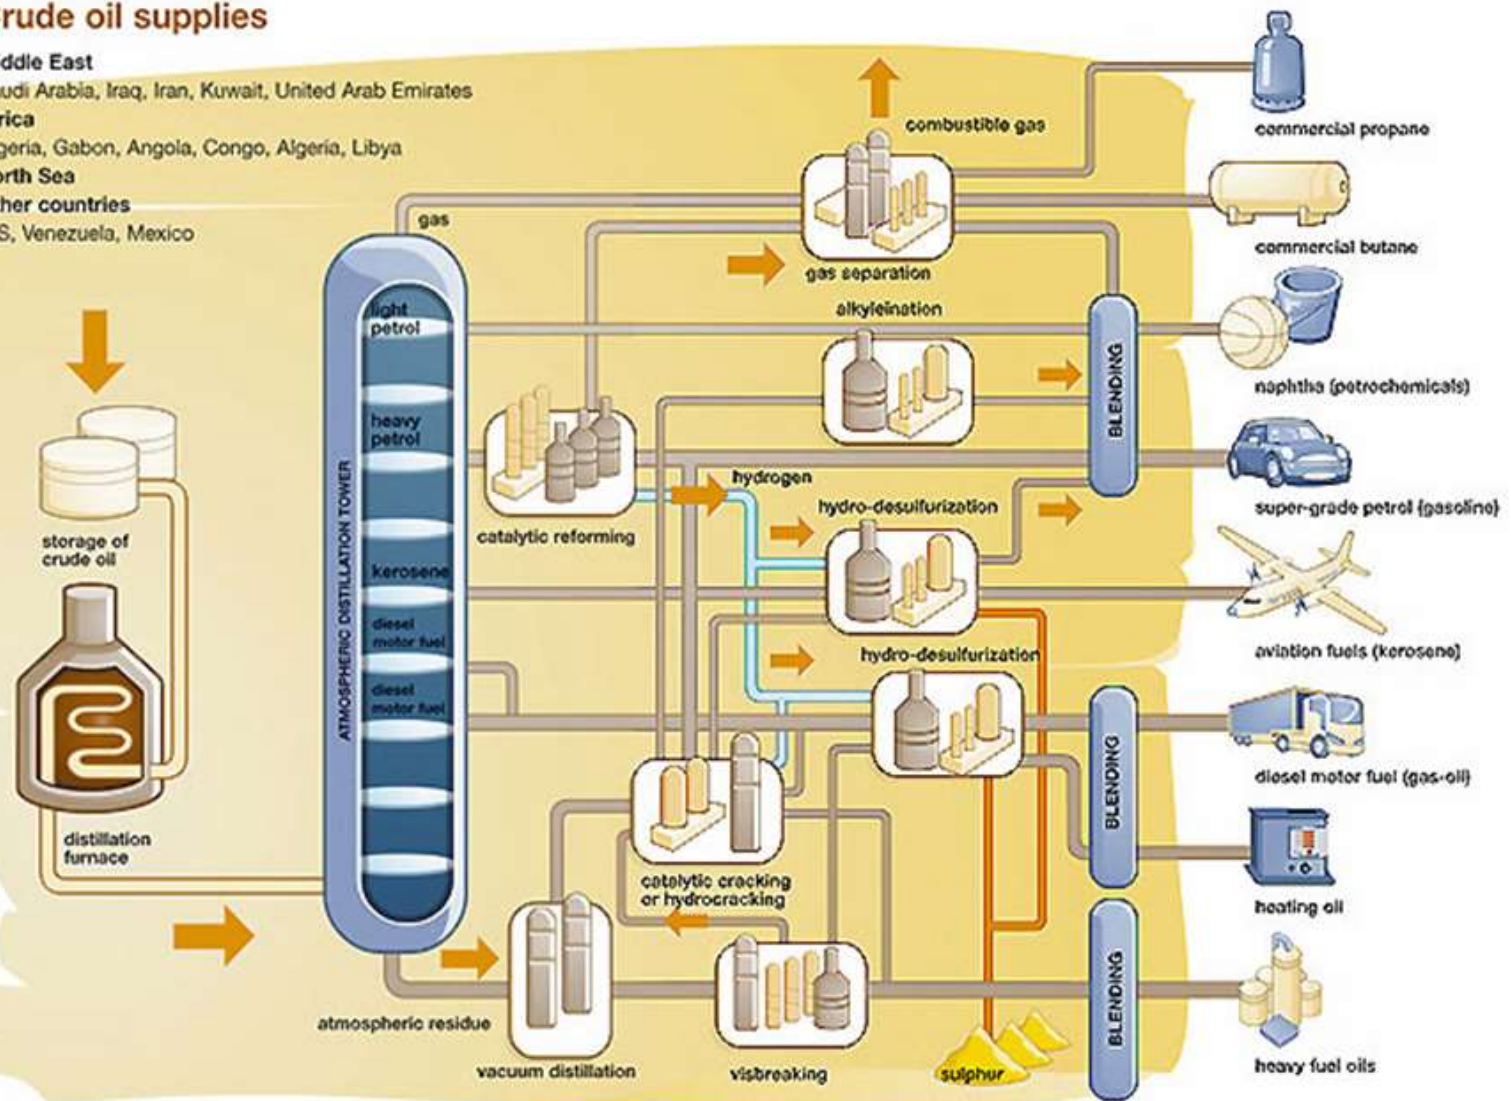 rude oil supplies
ddle East
udi Arabia, Iraq, Iran, Kuwait, United Arab Emirates
rica
geria, Gabon, Angola, Congo, Algeria, Libya
orth Sea
her countries
S, Venezuela, Mexico
combustible gas
commercial propane
gas
commercial butane
gas separation
light
petrol
alkyleination
BLENDING
naphtha (petrochemicals)
heavy
petrol
ATMOSPHERIC DISTILLATION TOWER
hydrogen
hydro-desulfurization
super-grade petrol (gasoline)
catalytic reforming
storage of
crude oil
kerosene
diesel
motor fuel
hydro-desulfurization
aviation fuels (kerosene)
diesel
motor fuel
BLENDING
diesel motor fuel (gas-oil)
distillation
furnace
catalytic cracking
or hydrocracking
heating oil
BLENDING
atmospheric residue
vacuum distillation
visbreaking
sulphur
heavy fuel oils